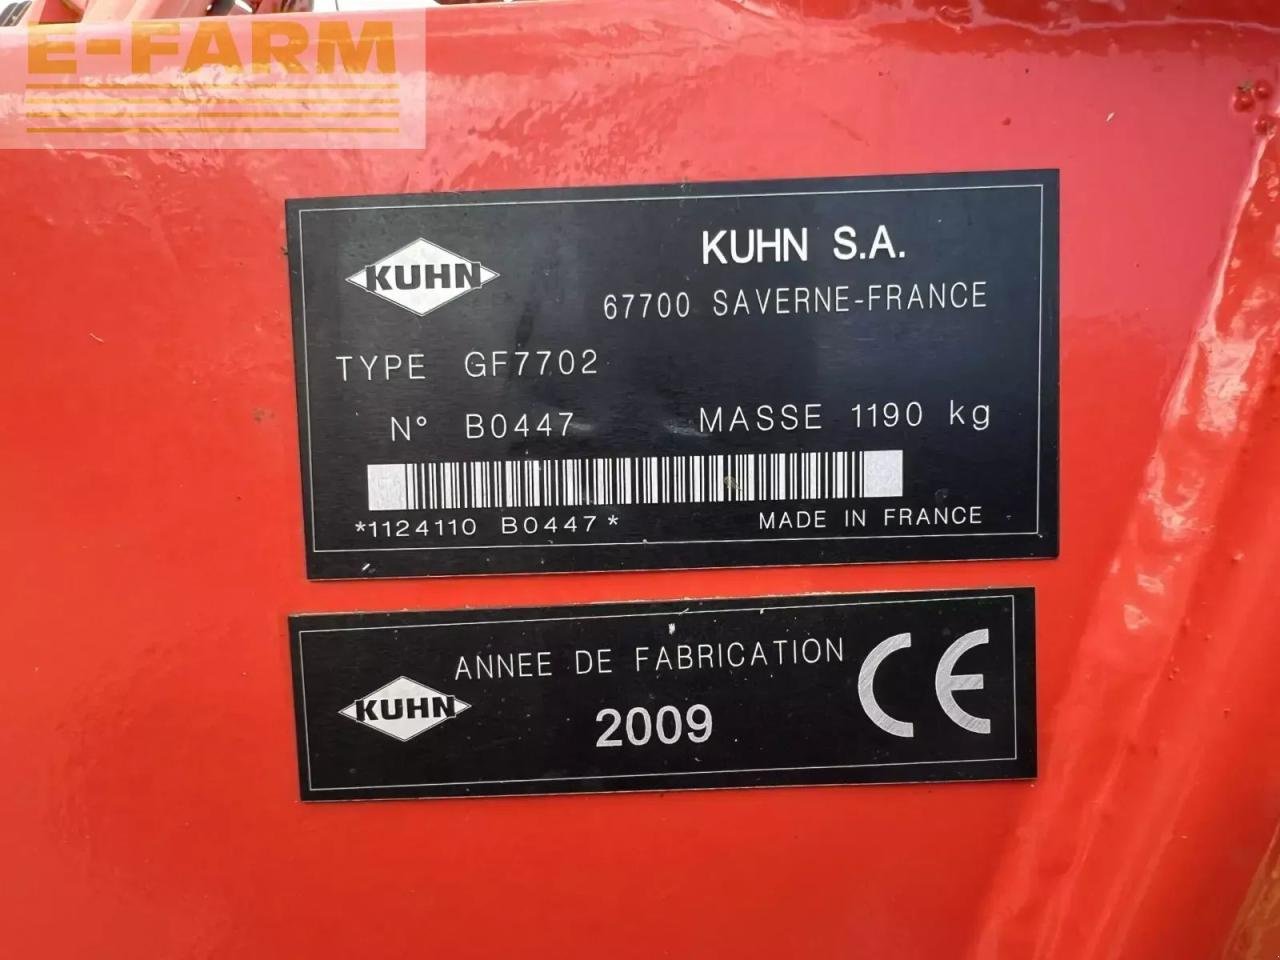 E-FARM
KUHN
KUHN S.A.
67700 SAVERNE-FRANCE
TYPE GF7702
N° B0447 MASSE 1190 kg
*1124110 B0447* MADE IN FRANCE
KUHN
ANNEE DE FABRICATION
2009
CE